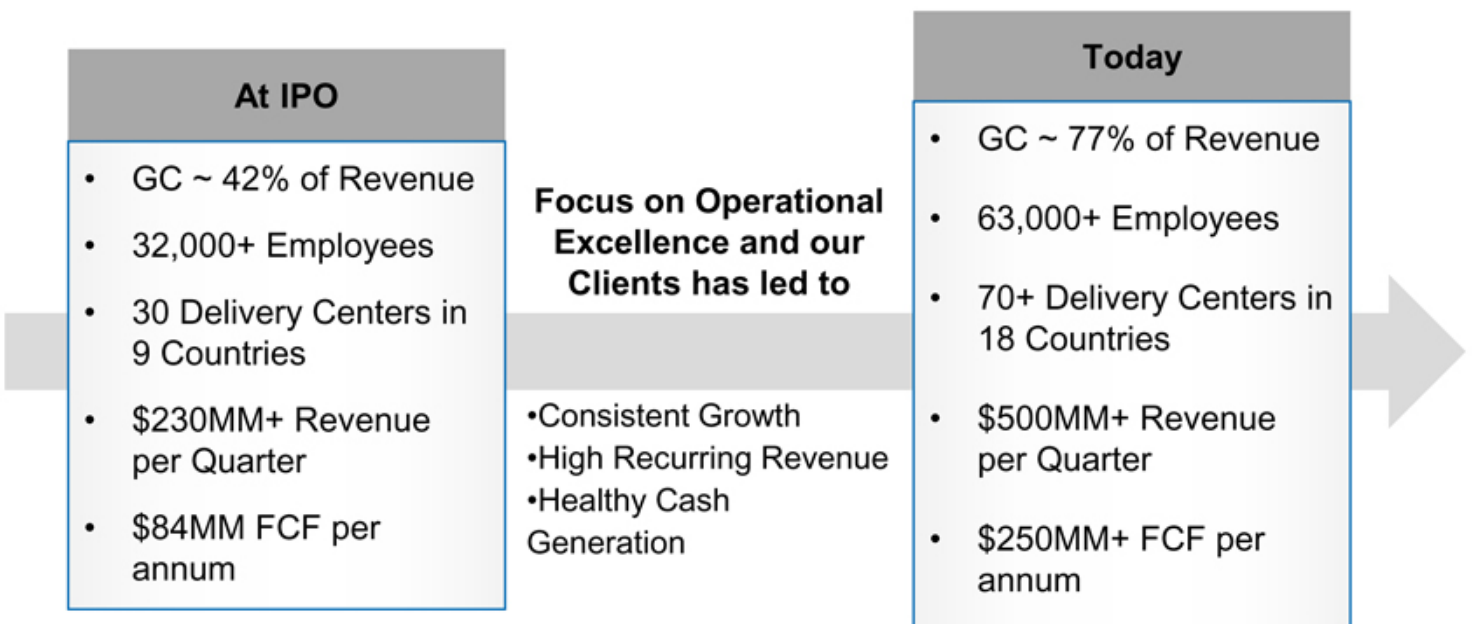 At IPO
• GC ~ 42% of Revenue
• 32,000+ Employees
• 30 Delivery Centers in
9 Countries
• $230MM+ Revenue
per Quarter
• $84MM FCF per
annum
Focus on Operational
Excellence and our
Clients has led to
•Consistent Growth
•High Recurring Revenue
•Healthy Cash
Generation
Today
• GC ~ 77% of Revenue
• 63,000+ Employees
• 70+ Delivery Centers in
18 Countries
• $500MM+ Revenue
per Quarter
• $250MM+ FCF per
annum